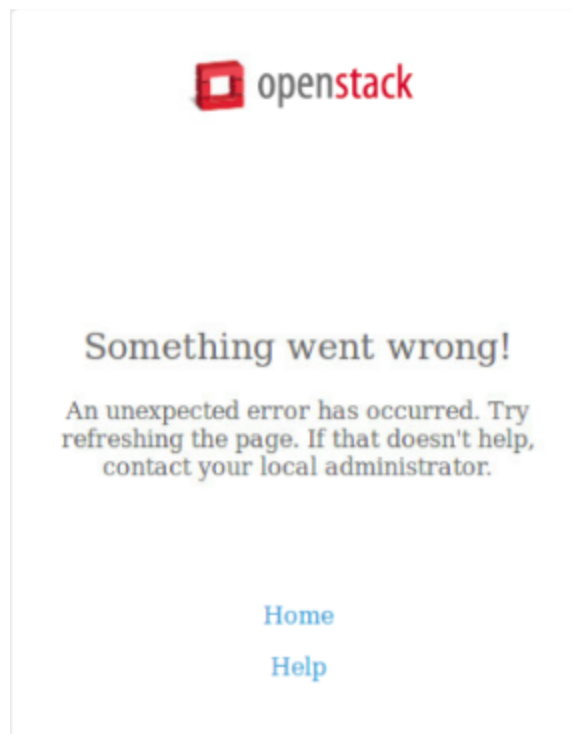 openstack
Something went wrong!
An unexpected error has occurred. Try
refreshing the page. If that doesn't help,
contact your local administrator.
Home
Help